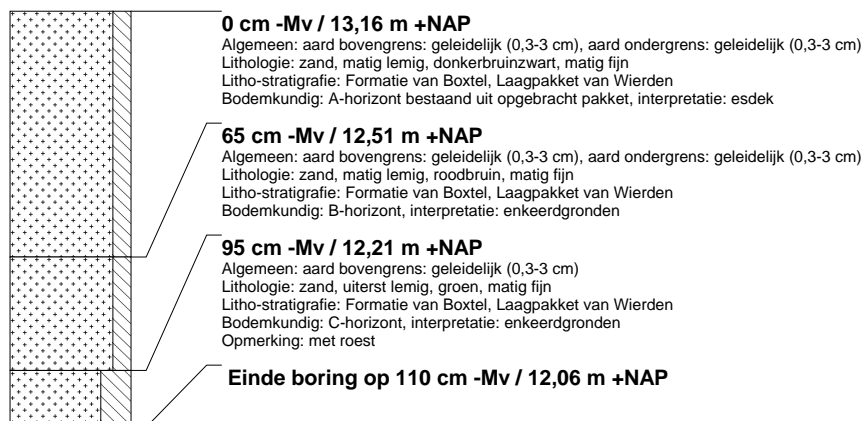 0 cm -Mv / 13,16 m +NAP
Algemeen: aard bovengrens: geleidelijk (0,3-3 cm), aard ondergrens: geleidelijk (0,3-3 cm)
Lithologie: zand, matig lemig, donkerbruinzwart, matig fijn
Litho-stratigrafie: Formatie van Boxtel, Laagpakket van Wierden
Bodemkundig: A-horizont bestaand uit opgebracht pakket, interpretatie: esdek
65 cm -Mv / 12,51 m +NAP
Algemeen: aard bovengrens: geleidelijk (0,3-3 cm), aard ondergrens: geleidelijk (0,3-3 cm)
Lithologie: zand, matig lemig, roodbruin, matig fijn
Litho-stratigrafie: Formatie van Boxtel, Laagpakket van Wierden
Bodemkundig: B-horizont, interpretatie: enkeerdgronden
95 cm -Mv / 12,21 m +NAP
Algemeen: aard bovengrens: geleidelijk (0,3-3 cm)
Lithologie: zand, uiterst lemig, groen, matig fijn
Litho-stratigrafie: Formatie van Boxtel, Laagpakket van Wierden
Bodemkundig: C-horizont, interpretatie: enkeerdgronden
Opmerking: met roest
Einde boring op 110 cm -Mv / 12,06 m +NAP